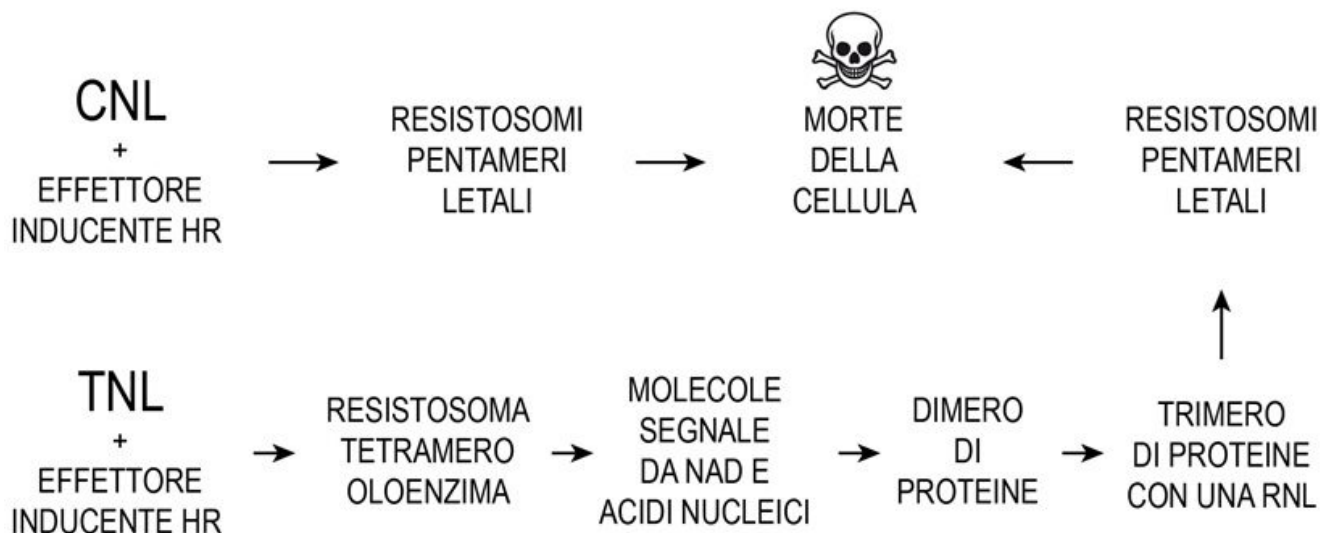 CNL
+
EFFETTORE
INDUCENTE HR
RESISTOSOMI
PENTAMERI
LETALI
MORTE
DELLA
CELLULA
RESISTOSOMI
PENTAMERI
LETALI
TNL
+
EFFETTORE
INDUCENTE HR
RESISTOSOMA
TETRAMERO
OLOENZIMA
MOLECOLE
SEGNALE
DA NAD E
ACIDI NUCLEICI
DIMERO
DI
PROTEINE
TRIMERO
DI PROTEINE
CON UNA RNL